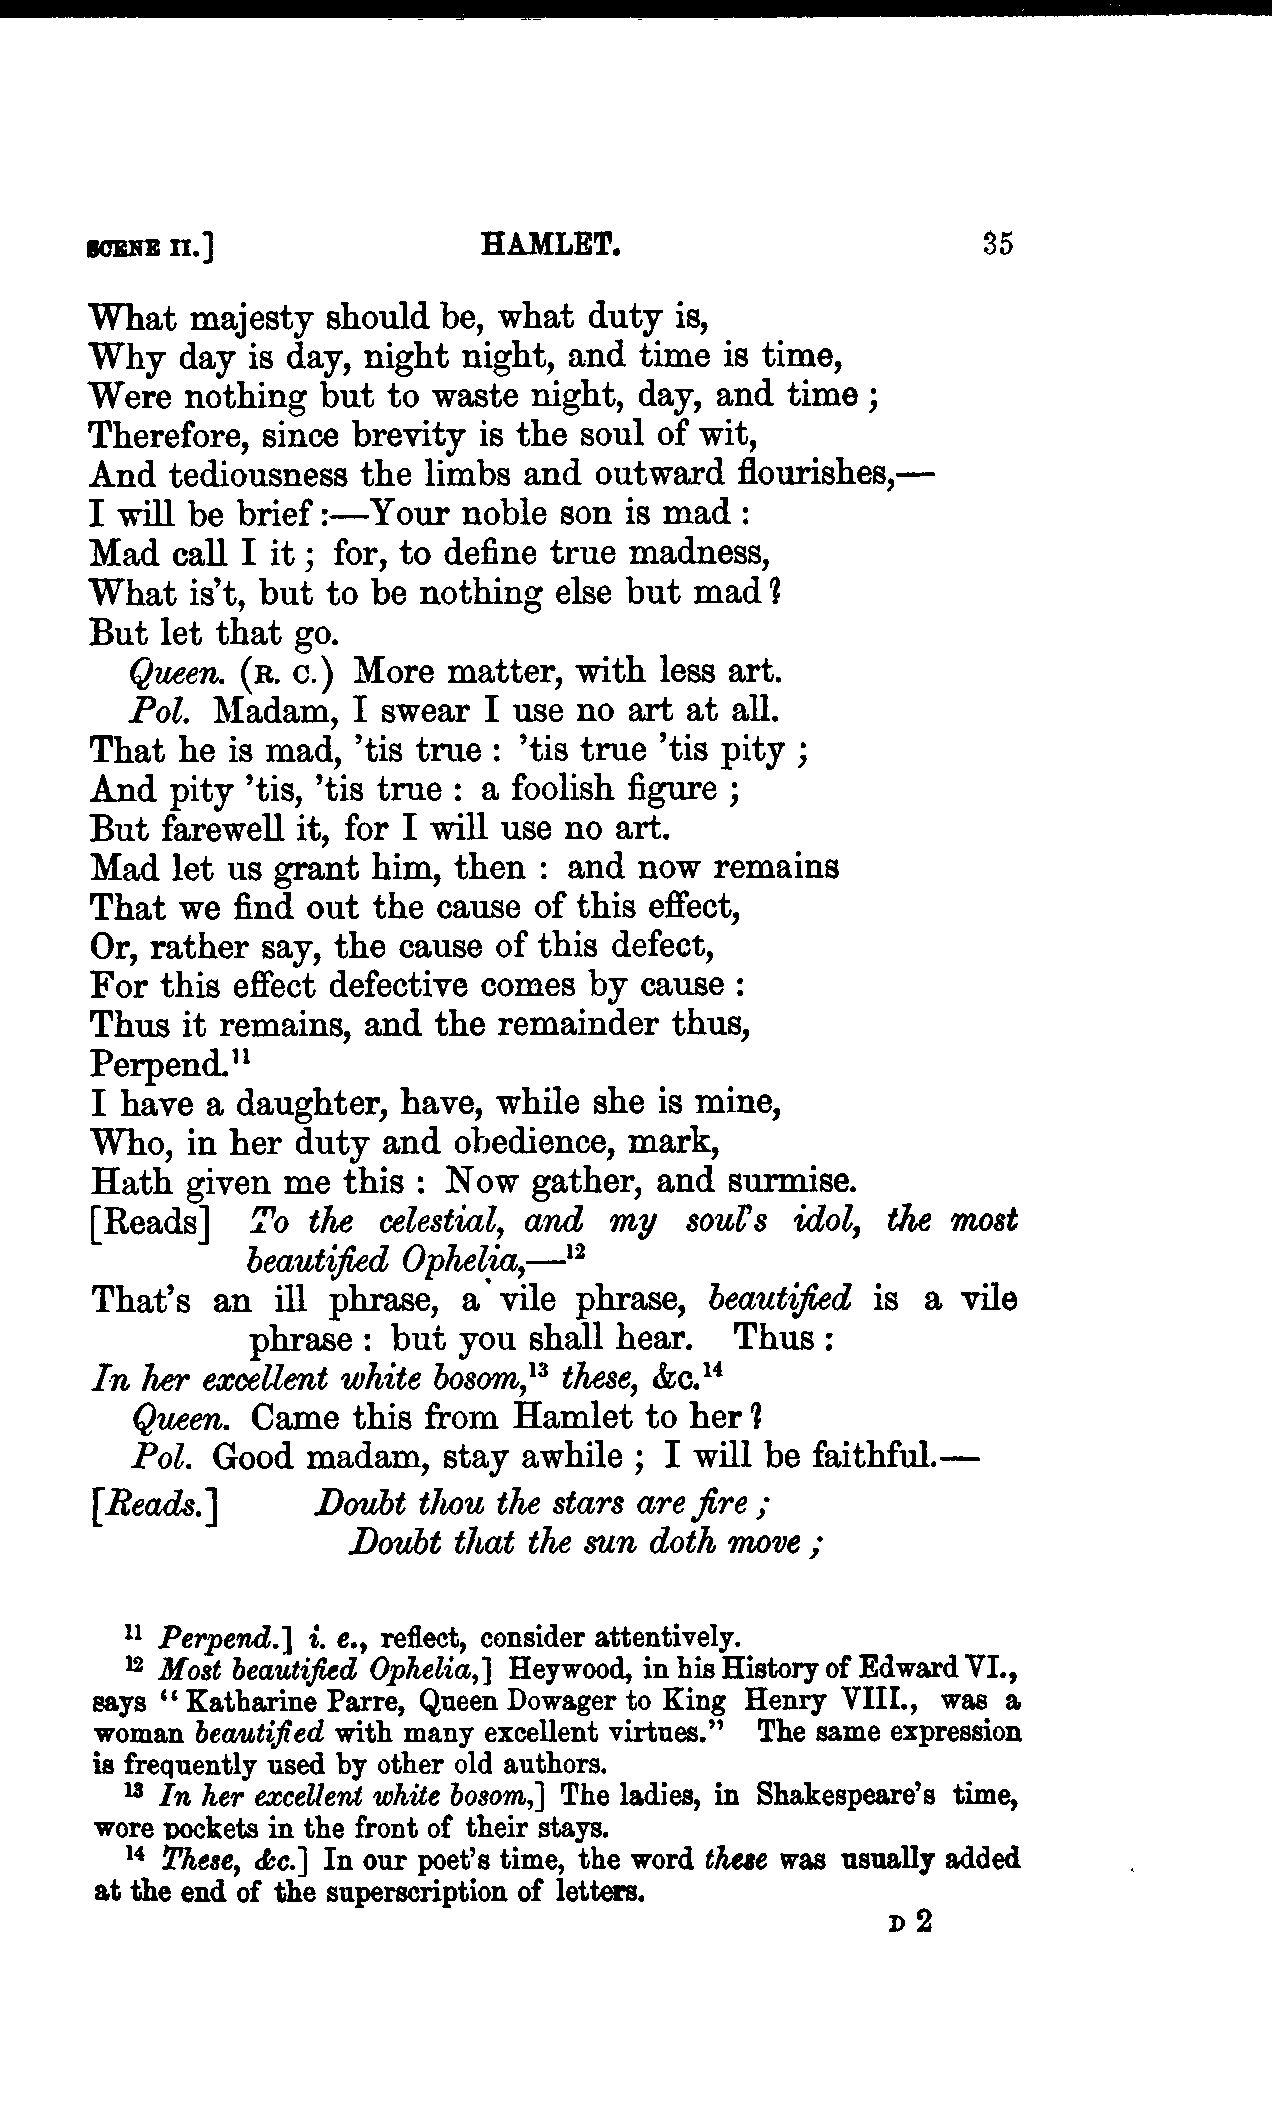 SCENE II.] HAMLET. 35
What majesty should be, what duty is,
Why day is day, night night, and time is time,
Were nothing but to waste night, day, and time ;
Therefore, since brevity is the soul of wit,
And tediousness the limbs and outward flourishes,—
I will be brief :—Your noble son is mad :
Mad call I it ; for, to define true madness,
What is't, but to be nothing else but mad?
But let that go.
Queen. (R. C.) More matter, with less art.
Pol. Madam, I swear I use no art at all.
That he is mad, 'tis true : 'tis true 'tis pity ;
And pity 'tis, 'tis true : a foolish figure ;
But farewell it, for I will use no art.
Mad let us grant him, then : and now remains
That we find out the cause of this effect,
Or, rather say, the cause of this defect,
For this effect defective comes by cause :
Thus it remains, and the remainder thus,
Perpend.¹¹
I have a daughter, have, while she is mine,
Who, in her duty and obedience, mark,
Hath given me this : Now gather, and surmise.
[Reads] To the celestial, and my soul's idol, the most
beautified Ophelia,—¹²
That's an ill phrase, a vile phrase, beautified is a vile
phrase : but you shall hear. Thus :
In her excellent white bosom,¹³ these, &c.¹⁴
Queen. Came this from Hamlet to her?
Pol. Good madam, stay awhile ; I will be faithful.—
[Reads.] Doubt thou the stars are fire ;
Doubt that the sun doth move ;
¹¹ Perpend.] i. e., reflect, consider attentively.
¹² Most beautified Ophelia,] Heywood, in his History of Edward VI.,
says "Katharine Parre, Queen Dowager to King Henry VIII., was a
woman beautified with many excellent virtues." The same expression
is frequently used by other old authors.
¹³ In her excellent white bosom,] The ladies, in Shakespeare's time,
wore pockets in the front of their stays.
¹⁴ These, &c.] In our poet's time, the word these was usually added
at the end of the superscription of letters.
D 2